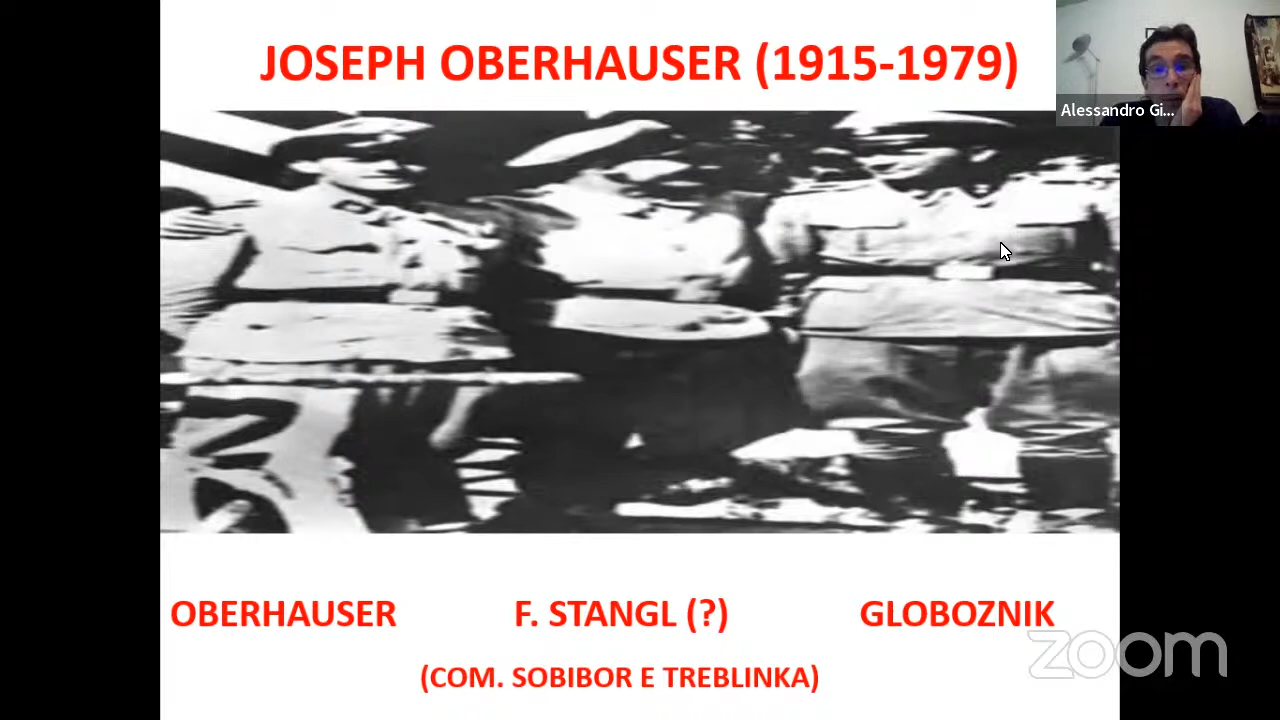 JOSEPH OBERHAUSER (1915-1979)
Alessandro Gi...
OBERHAUSER F. STANGL (?) GLOBOZNIK
(COM. SOBIBOR E TREBLINKA)
zoom